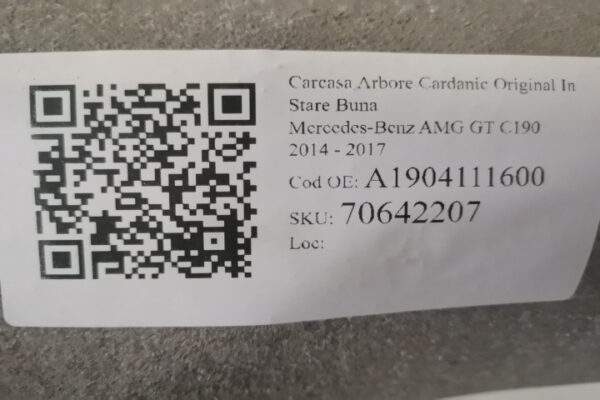 Carcasa Arbore Cardanic Original In
Stare Buna
Mercedes-Benz AMG GT C190
2014 - 2017
Cod OE: A1904111600
SKU: 70642207
Loc: